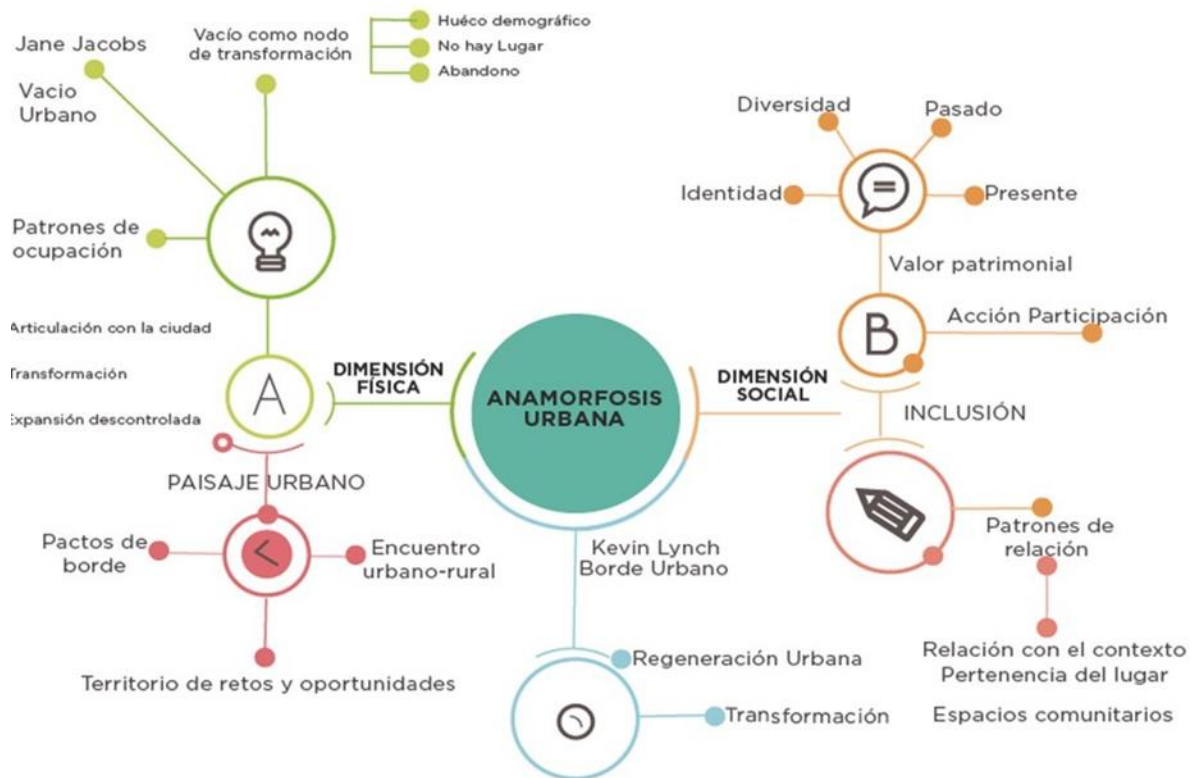 Jane Jacobs
Vacio
Urbano
Vacío como nodo
de transformación
Huéco demográfico
No hay Lugar
Abandono
Patrones de
ocupación
Articulación con la ciudad
Transformación
Expansión descontrolada
A
DIMENSIÓN
FÍSICA
PAISAJE URBANO
Pactos de
borde
Encuentro
urbano-rural
Territorio de retos y oportunidades
ANAMORFOSIS
URBANA
Kevin Lynch
Borde Urbano
Regeneración Urbana
Transformación
DIMENSIÓN
SOCIAL
Diversidad
Pasado
Identidad
Presente
Valor patrimonial
B
Acción Participación
INCLUSIÓN
Patrones de
relación
Relación con el contexto
Pertenencia del lugar
Espacios comunitarios